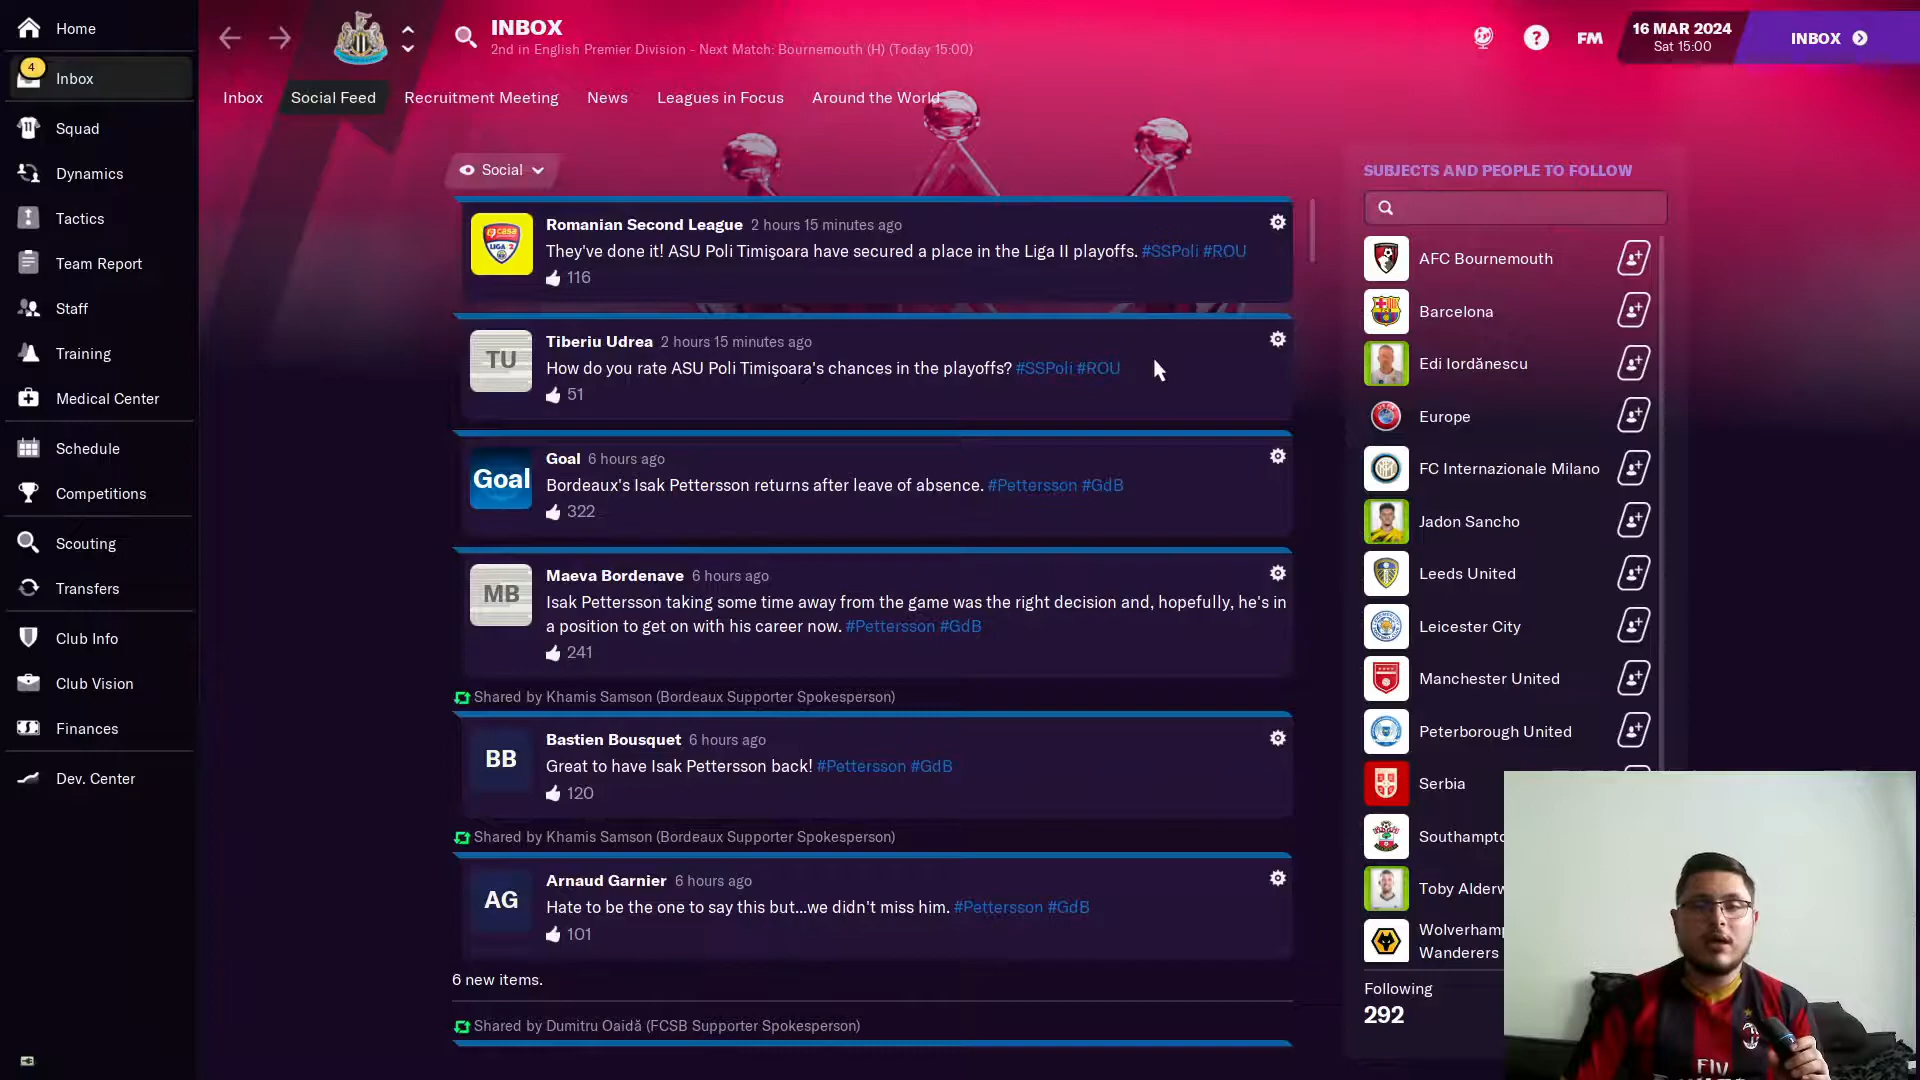 Home
4
Inbox
Squad
Dynamics
Tactics
Team Report
Staff
Training
Medical Center
Schedule
Competitions
Scouting
Transfers
Club Info
Club Vision
Finances
Dev. Center
INBOX
2nd in English Premier Division - Next Match: Bournemouth (H) (Today 15:00)
?
FM
16 MAR 2024
Sat 15:00
INBOX
Inbox
Social Feed
Recruitment Meeting
News
Leagues in Focus
Around the World
Social
Romanian Second League 2 hours 15 minutes ago
They've done it! ASU Poli Timişoara have secured a place in the Liga II playoffs. #SSPoli #ROU
116
TU
Tiberiu Udrea 2 hours 15 minutes ago
How do you rate ASU Poli Timişoara's chances in the playoffs? #SSPoli #ROU
51
Goal
Goal 6 hours ago
Bordeaux's Isak Pettersson returns after leave of absence. #Pettersson #GdB
322
MB
Maeva Bordenave 6 hours ago
Isak Pettersson taking some time away from the game was the right decision and, hopefully, he's in
a position to get on with his career now. #Pettersson #GdB
241
Shared by Khamis Samson (Bordeaux Supporter Spokesperson)
BB
Bastien Bousquet 6 hours ago
Great to have Isak Pettersson back! #Pettersson #GdB
120
Shared by Khamis Samson (Bordeaux Supporter Spokesperson)
AG
Arnaud Garnier 6 hours ago
Hate to be the one to say this but...we didn't miss him. #Pettersson #GdB
101
6 new items.
Shared by Dumitru Oaidă (FCSB Supporter Spokesperson)
SUBJECTS AND PEOPLE TO FOLLOW
AFC Bournemouth
Barcelona
Edi Iordănescu
Europe
FC Internazionale Milano
Jadon Sancho
Leeds United
Leicester City
Manchester United
Peterborough United
Serbia
Southampto
Toby Alderw
Wolverham
Wanderers
Following
292
Fly